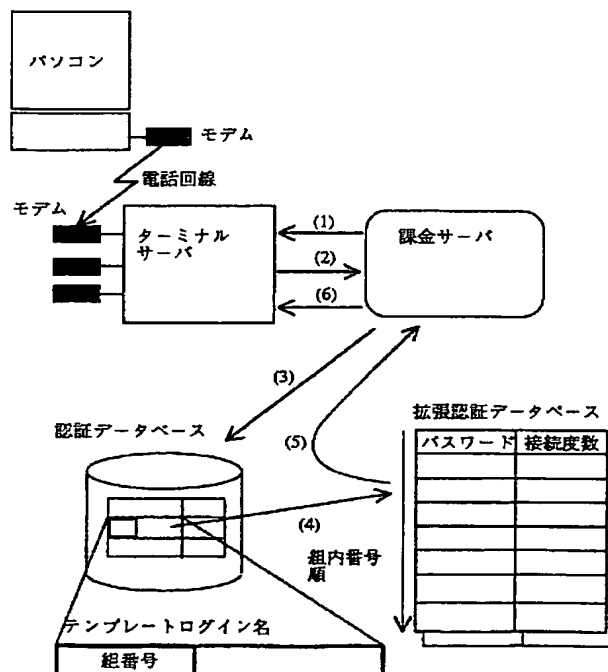 パソコン
モデム
電話回線
モデム
ターミナル
サーバ
(1)
(2)
(6)
課金サーバ
(3)
認証データベース
(5)
拡張認証データベース
パスワード 接続度数
(4)
組内番号
順
テンプレートログイン名
組番号